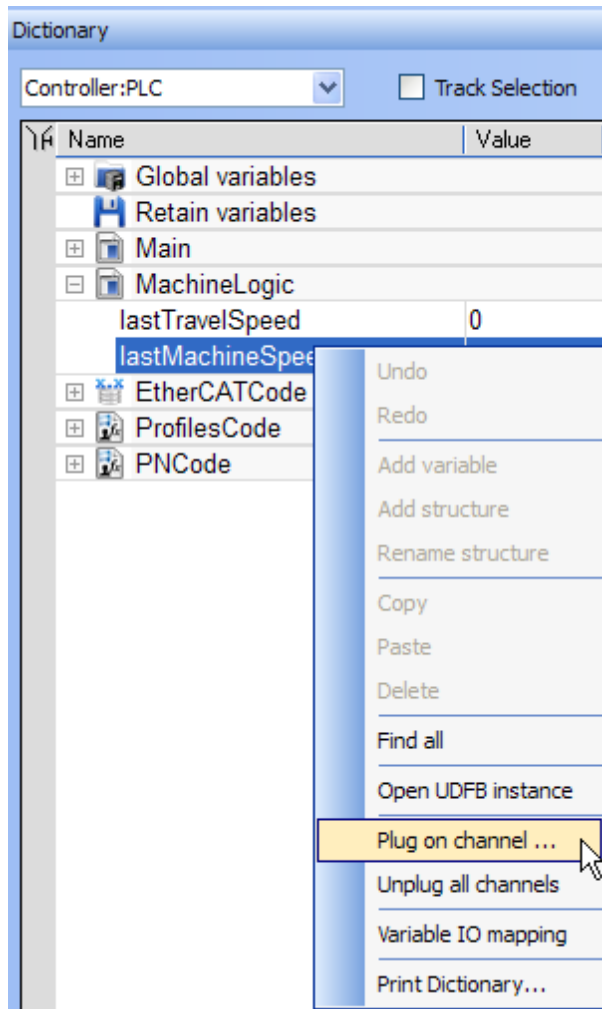 Dictionary
Controller:PLC Track Selection
Name Value
Global variables
Retain variables
Main
MachineLogic
lastTravelSpeed 0
lastMachineSpee
EtherCATCode
ProfilesCode
PNCode
Undo
Redo
Add variable
Add structure
Rename structure
Copy
Paste
Delete
Find all
Open UDFB instance
Plug on channel ...
Unplug all channels
Variable IO mapping
Print Dictionary...